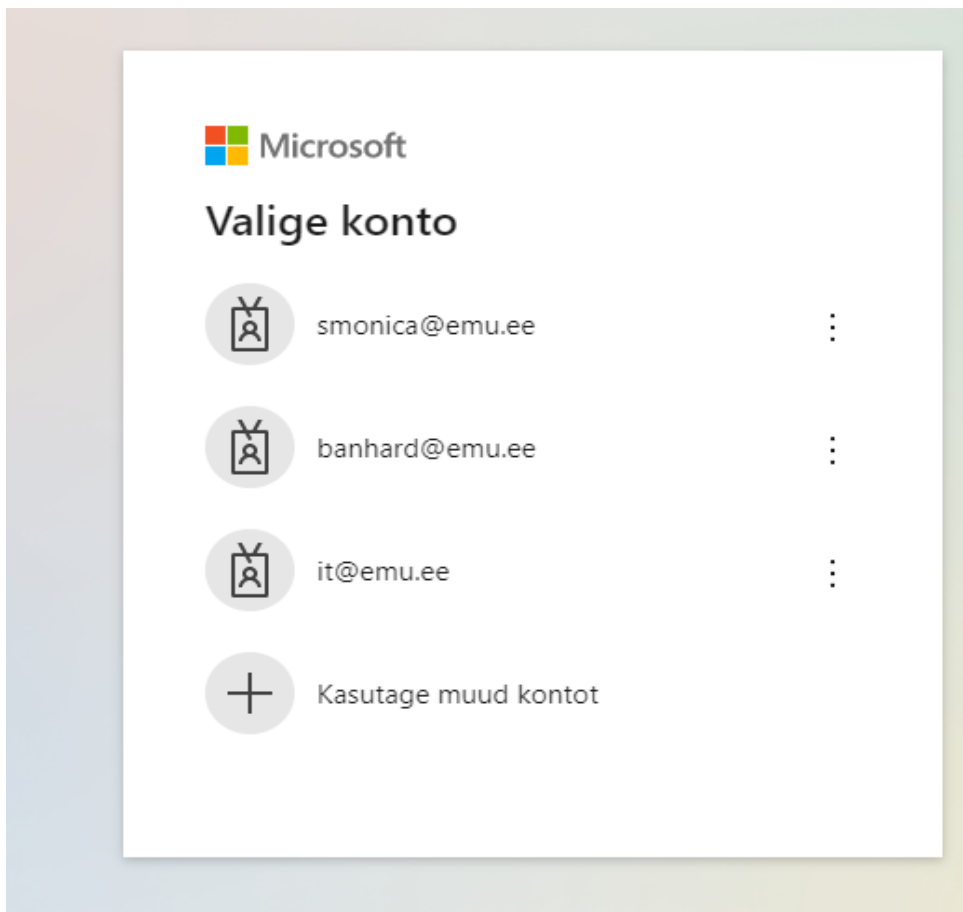 Microsoft
Valige konto
smonica@emu.ee
banhard@emu.ee
it@emu.ee
Kasutage muud kontot